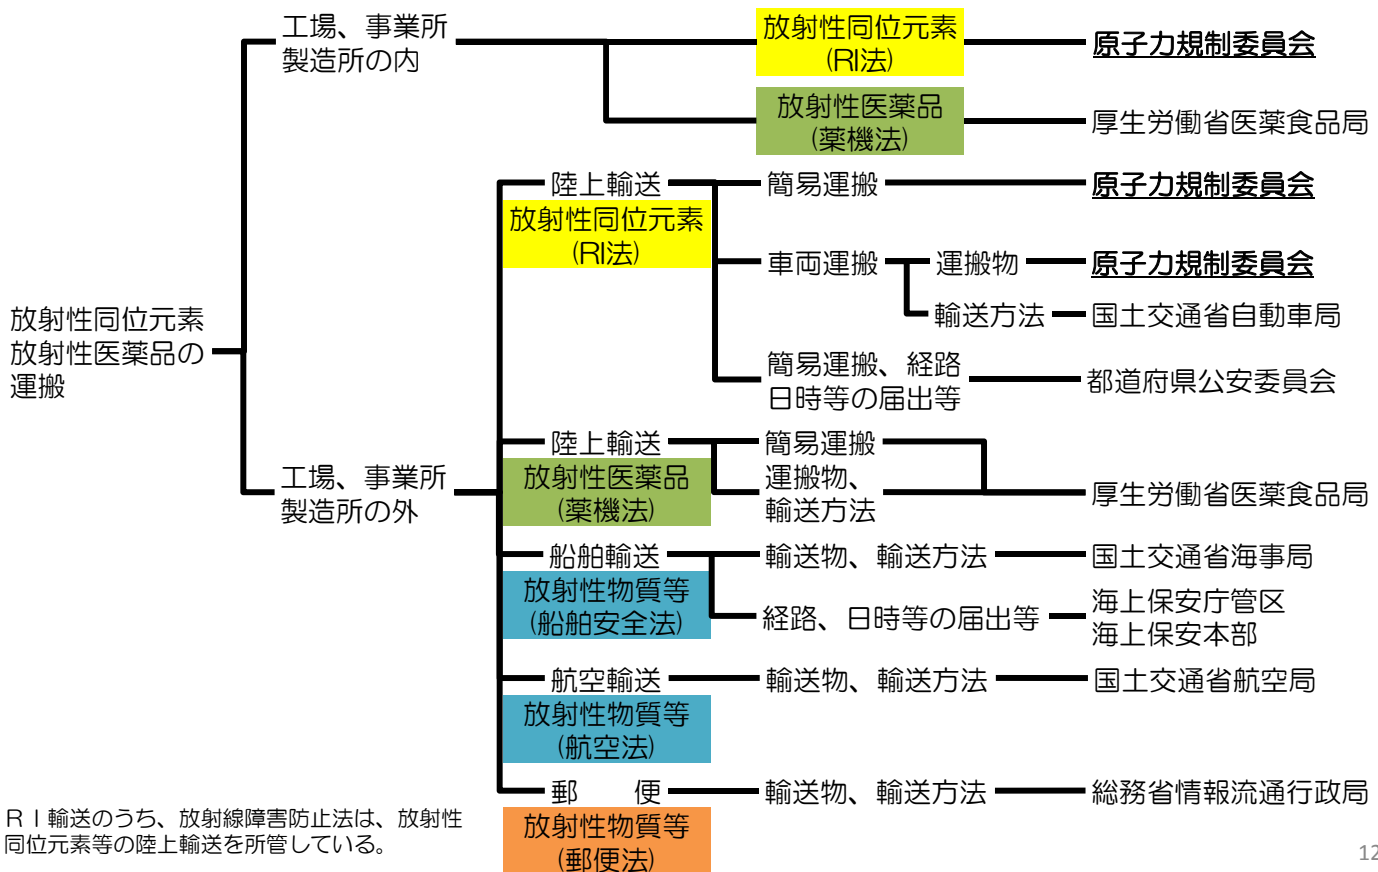 工場、事業所
製造所の内
放射性同位元素
(RI法)
原子力規制委員会
放射性医薬品
(薬機法)
厚生労働省医薬食品局
陸上輸送
放射性同位元素
(RI法)
簡易運搬
原子力規制委員会
車両運搬
運搬物
原子力規制委員会
輸送方法
国土交通省自動車局
簡易運搬、経路
日時等の届出等
都道府県公安委員会
放射性同位元素
放射性医薬品の
運搬
工場、事業所
製造所の外
陸上輸送
放射性医薬品
(薬機法)
簡易運搬
運搬物、
輸送方法
厚生労働省医薬食品局
船舶輸送
放射性物質等
(船舶安全法)
輸送物、輸送方法
国土交通省海事局
経路、日時等の届出等
海上保安庁管区
海上保安本部
航空輸送
放射性物質等
(航空法)
輸送物、輸送方法
国土交通省航空局
郵　便
放射性物質等
(郵便法)
輸送物、輸送方法
総務省情報流通行政局
ＲＩ輸送のうち、放射線障害防止法は、放射性
同位元素等の陸上輸送を所管している。
12